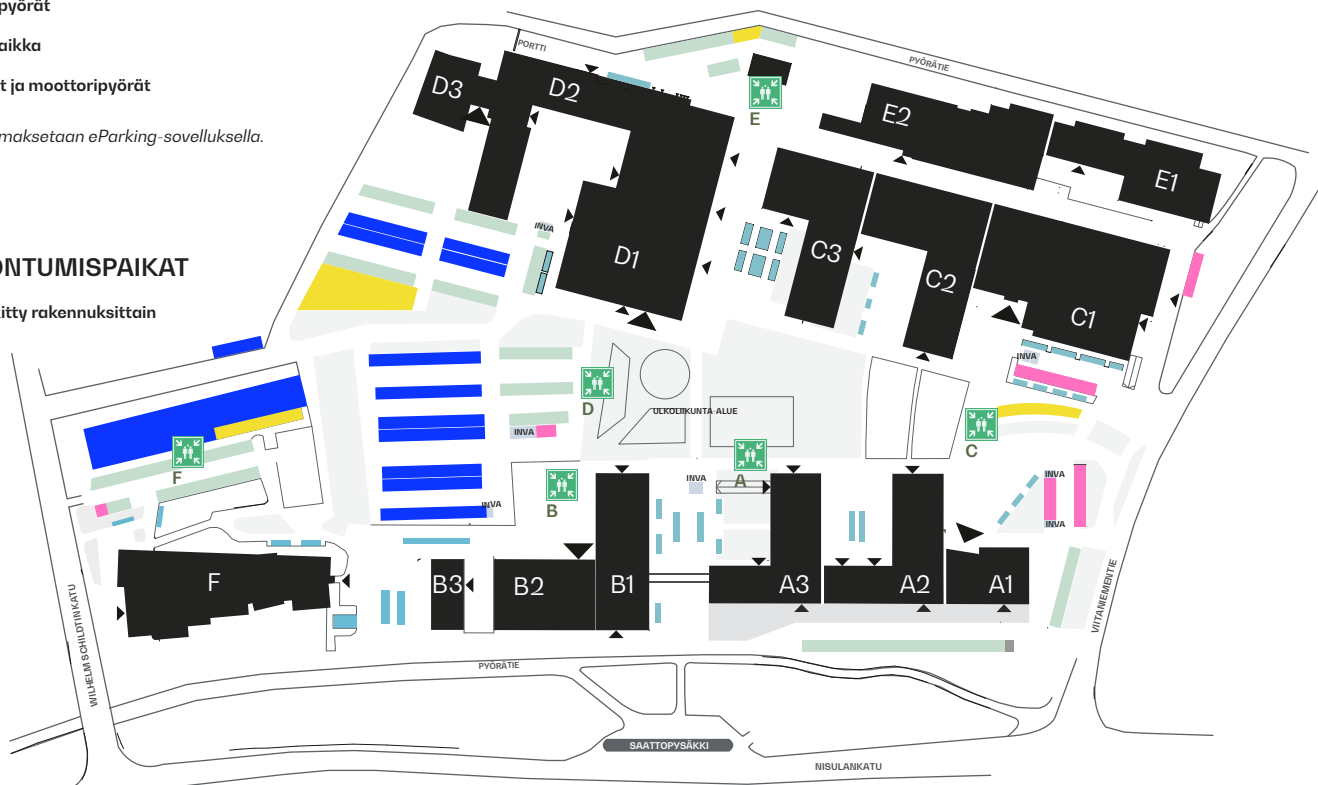 pyörät
aikka
t ja moottoripyörät
maksetaan eParking-sovelluksella.
ONTUMISPAIKAT
kitty rakennuksittain
PORTTI
PYÖRÄTIE
D3
D2
E
E2
E1
INVA
D1
C3
C2
C1
INVA
D
ULKOLIIKUNTA-ALUE
INVA
C
F
A
INVA
INVA
INVA
B
INVA
F
B3
B2
B1
A3
A2
A1
WILHELM SCHILDTIN KATU
VIITANIEMENTIE
PYÖRÄTIE
SAATTOPYSÄKKI
NISULANKATU